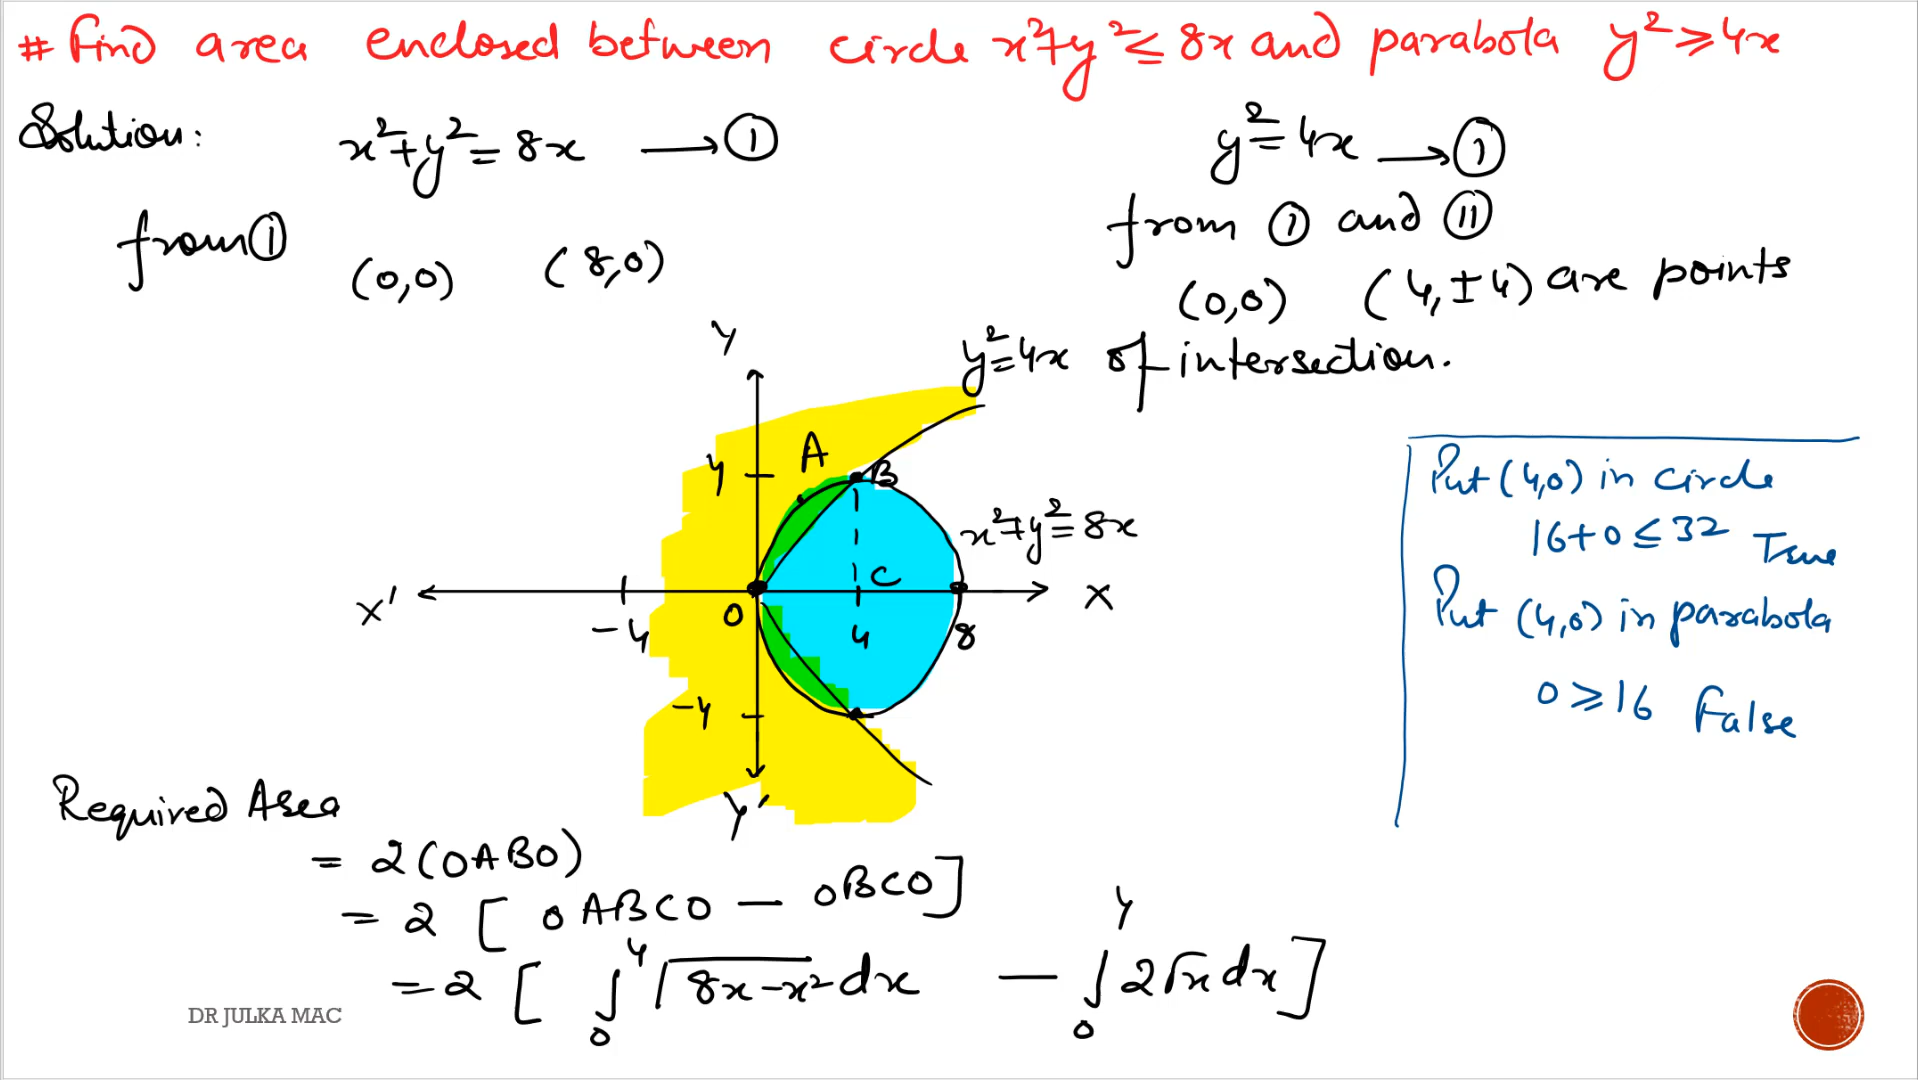 # Find area enclosed between circle x²+y² ≤ 8x and parabola y² ≥ 4x
Solution: x²+y² = 8x → ①
y² = 4x → ①
from ①
(0,0) (8,0)
from ① and ⑪
(0,0) (4,±4) are points
of intersection.
Y
y²=4x
4
A
B
x²+y²=8x
C
X'
X
-4
O
4
8
-4
Y'
Put (4,0) in circle
16+0 ≤ 32 True
Put (4,0) in parabola
0 ≥ 16 False
Required Area
= 2(OABO)
= 2 [ OABCO - OBCO ]
= 2 [ ∫₀⁴ √(8x-x²) dx - ∫₀⁴ 2√x dx ]
DR JULKA MAC